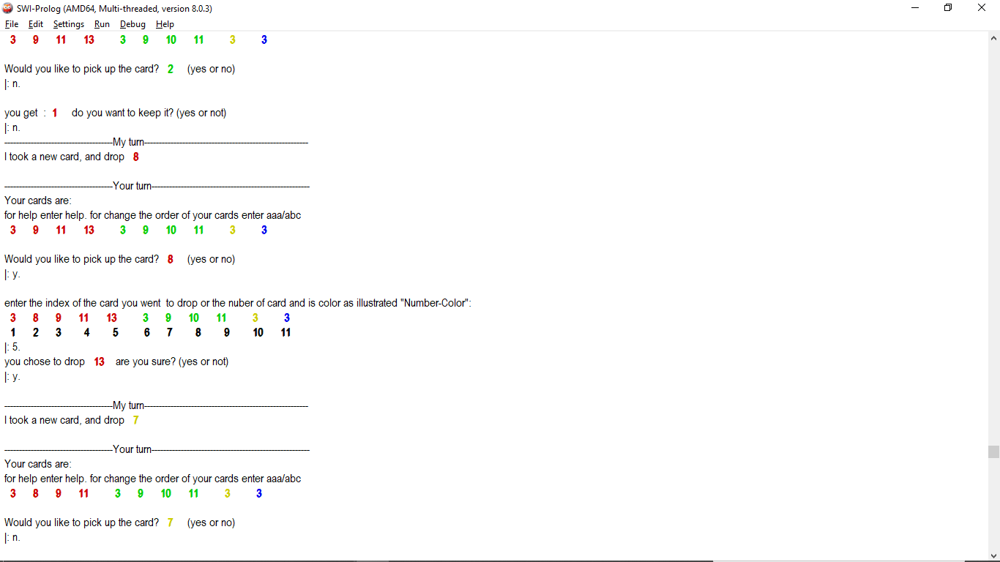 SWI-Prolog (AMD64, Multi-threaded, version 8.0.3)
File Edit Settings Run Debug Help
3 9 11 13 3 9 10 11 3 3
Would you like to pick up the card? 2 (yes or no)
|: n.
you get : 1 do you want to keep it? (yes or not)
|: n.
-------------------------------------My turn--------------------------------------------------------
I took a new card, and drop 8
-------------------------------------Your turn------------------------------------------------------
Your cards are:
for help enter help. for change the order of your cards enter aaa/abc
3 9 11 13 3 9 10 11 3 3
Would you like to pick up the card? 8 (yes or no)
|: y.
enter the index of the card you went to drop or the nuber of card and is color as illustrated "Number-Color":
3 8 9 11 13 3 9 10 11 3 3
1 2 3 4 5 6 7 8 9 10 11
|: 5.
you chose to drop 13 are you sure? (yes or not)
|: y.
-------------------------------------My turn--------------------------------------------------------
I took a new card, and drop 7
-------------------------------------Your turn------------------------------------------------------
Your cards are:
for help enter help. for change the order of your cards enter aaa/abc
3 8 9 11 3 9 10 11 3 3
Would you like to pick up the card? 7 (yes or no)
|: n.